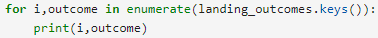 for i,outcome in enumerate(landing_outcomes.keys()):
    print(i,outcome)